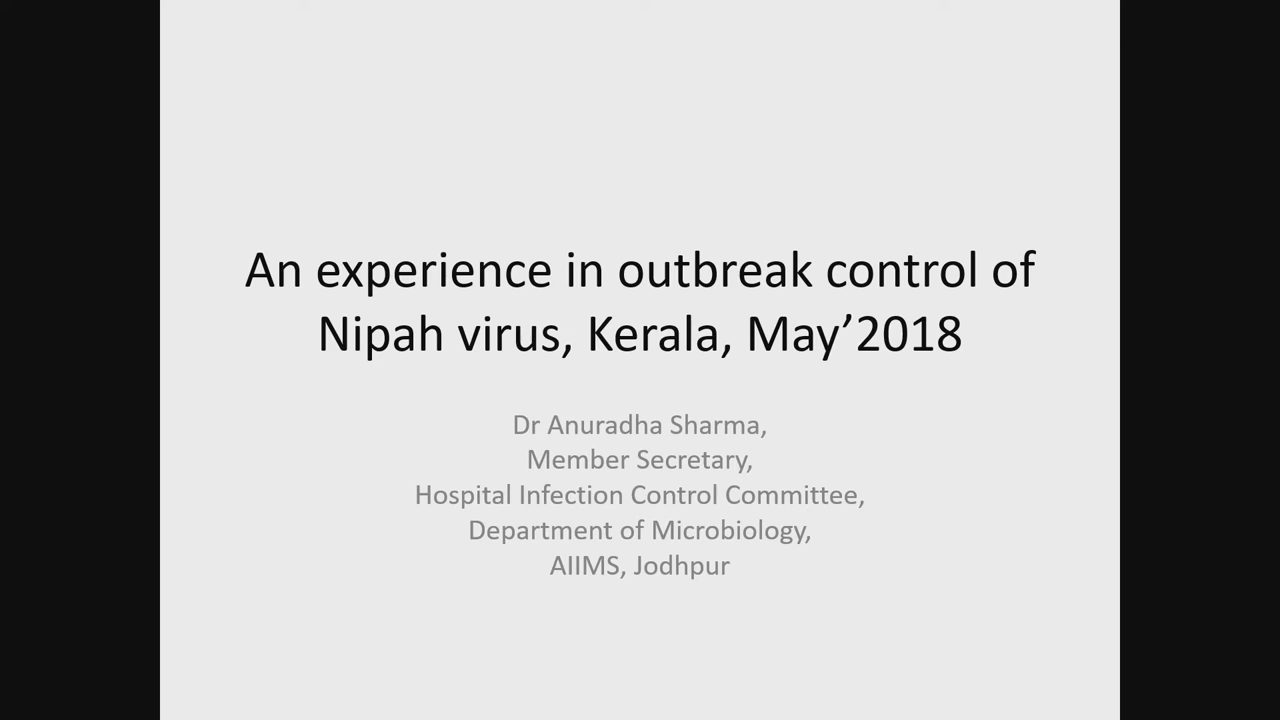 An experience in outbreak control of
Nipah virus, Kerala, May’2018
Dr Anuradha Sharma,
Member Secretary,
Hospital Infection Control Committee,
Department of Microbiology,
AIIMS, Jodhpur